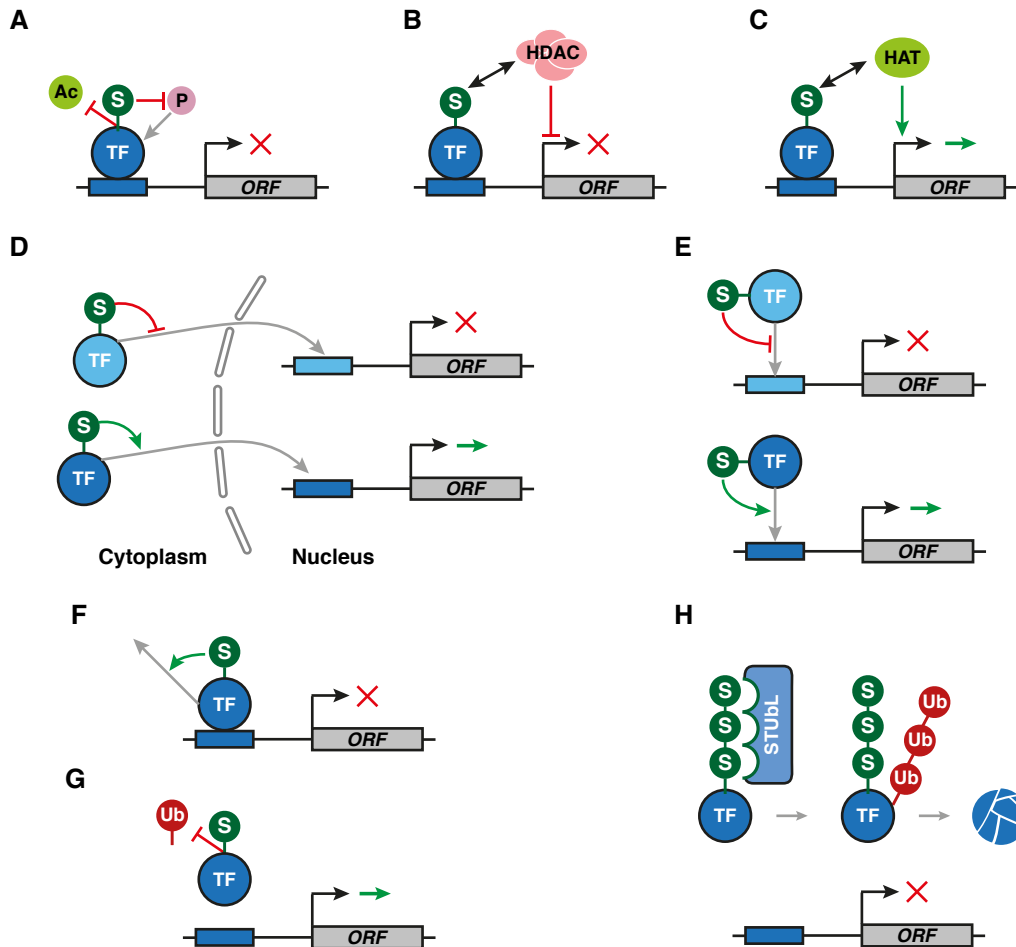 A
Ac
S
P
TF
ORF
B
HDAC
S
TF
ORF
C
HAT
S
TF
ORF
D
S
TF
ORF
S
TF
ORF
Cytoplasm
Nucleus
E
S
TF
ORF
S
TF
ORF
F
S
TF
ORF
G
Ub
S
TF
ORF
H
S
S
S
STUbL
TF
S
S
S
Ub
Ub
Ub
TF
ORF